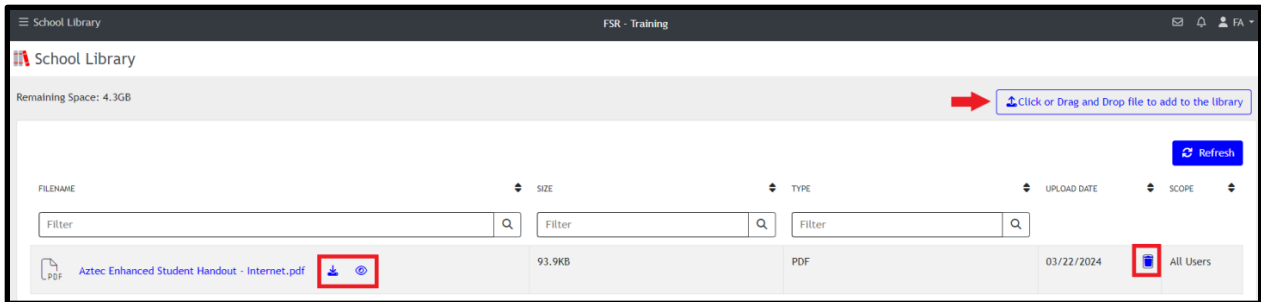 School Library FSR - Training FA
School Library
Remaining Space: 4.3GB Click or Drag and Drop file to add to the library
Refresh
FILENAME SIZE TYPE UPLOAD DATE SCOPE
Filter Filter Filter
PDF Aztec Enhanced Student Handout - Internet.pdf 93.9KB PDF 03/22/2024 All Users